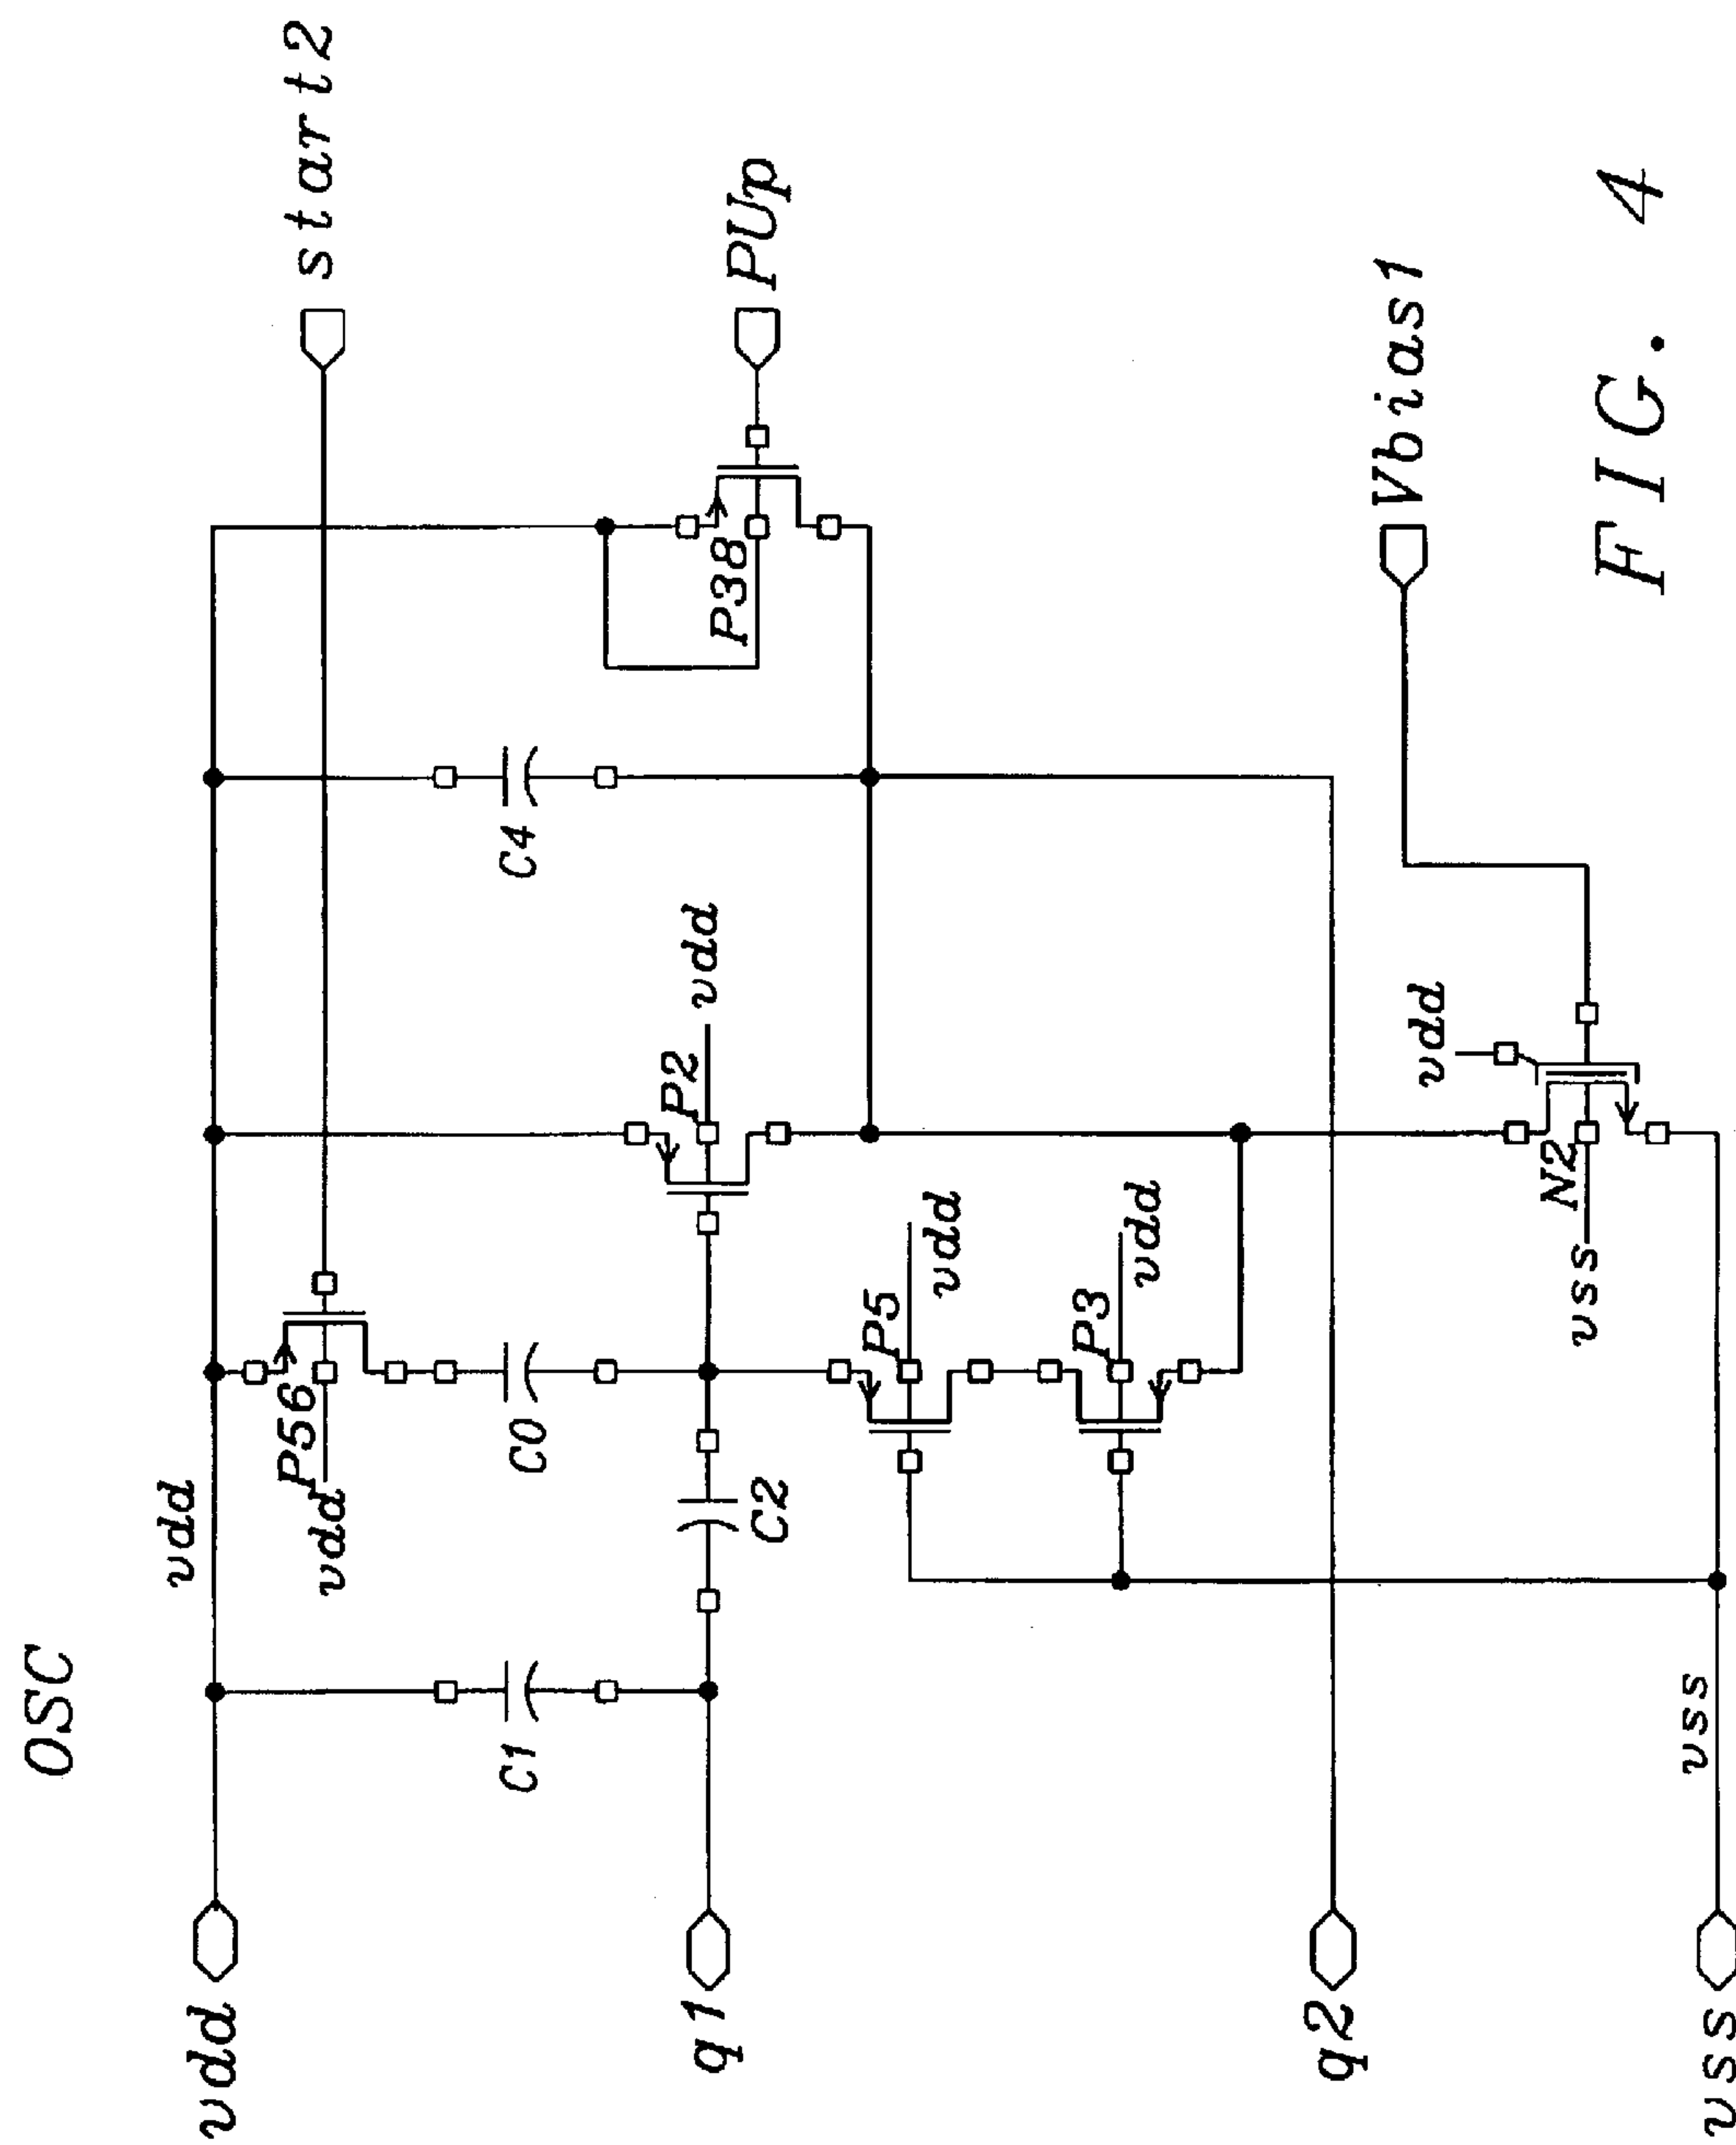 OSC
vdd
vdd
start2
P56
vdd
C1
C0
C4
P38
PUp
P2
vdd
q1
C2
P5
vdd
P3
vdd
q2
Vbias1
vdd
N2
vss
vss
vss
FIG. 4